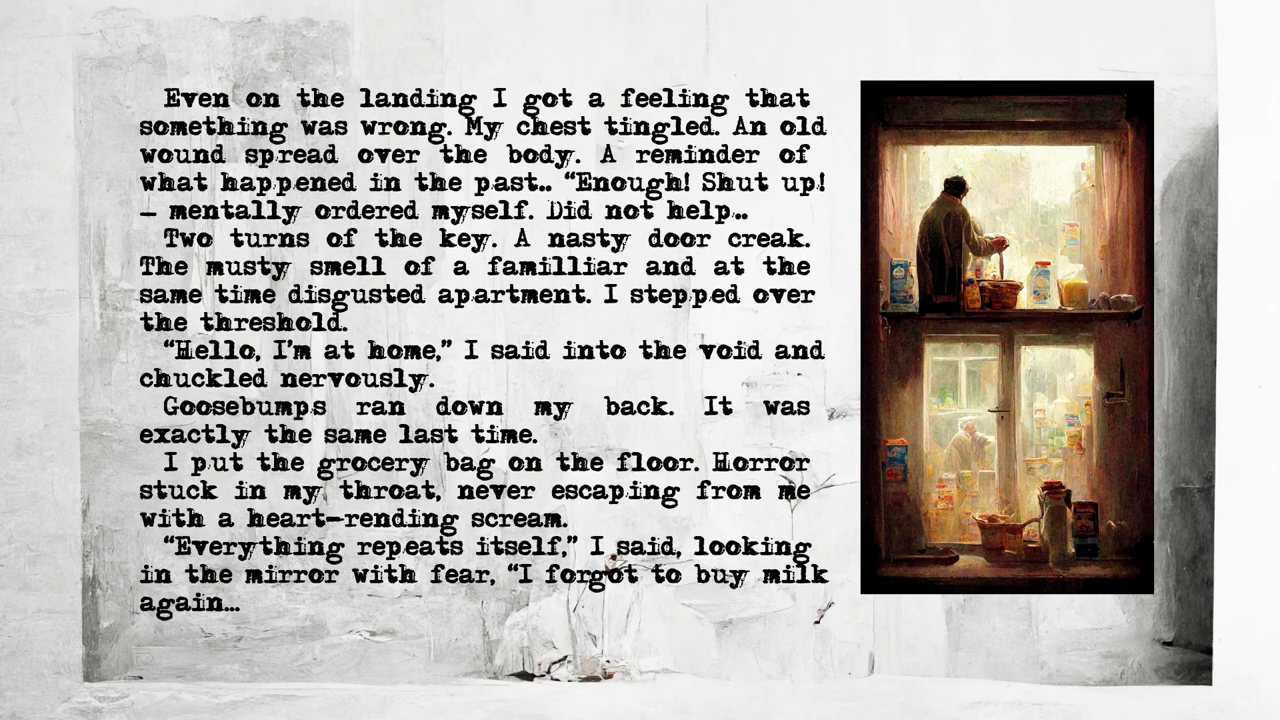 Even on the landing I got a feeling that
something was wrong. My chest tingled. An old
wound spread over the body. A reminder of
what happened in the past.. “Enough! Shut up!
– mentally ordered myself. Did not help..
Two turns of the key. A nasty door creak.
The musty smell of a familliar and at the
same time disgusted apartment. I stepped over
the threshold.
“Hello, I’m at home,” I said into the void and
chuckled nervously.
Goosebumps ran down my back. It was
exactly the same last time.
I put the grocery bag on the floor. Horror
stuck in my throat, never escaping from me
with a heart-rending scream.
“Everything repeats itself,” I said, looking
in the mirror with fear, “I forgot to buy milk
again…